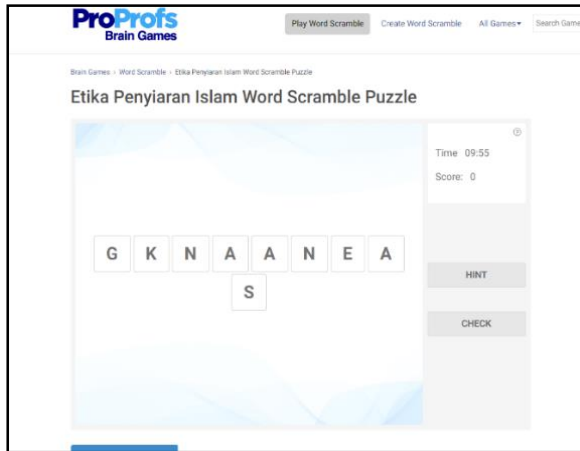 ProProfs
Brain Games
Play Word Scramble Create Word Scramble All Games▾ Search Game
Brain Games › Word Scramble › Etika Penyiaran Islam Word Scramble Puzzle
Etika Penyiaran Islam Word Scramble Puzzle
Time 09:55
Score: 0
G K N A A N E A
S
HINT
CHECK